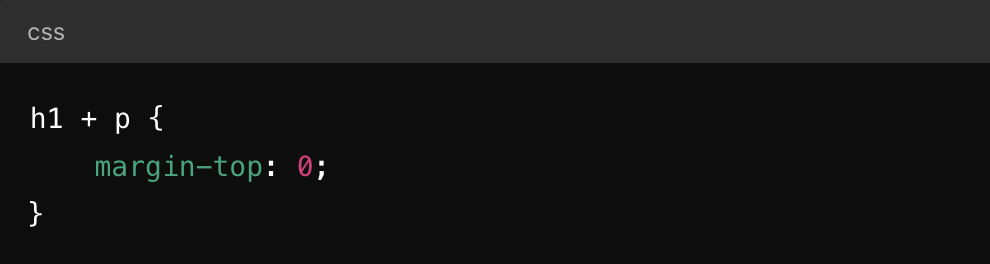 css
h1 + p {
    margin-top: 0;
}